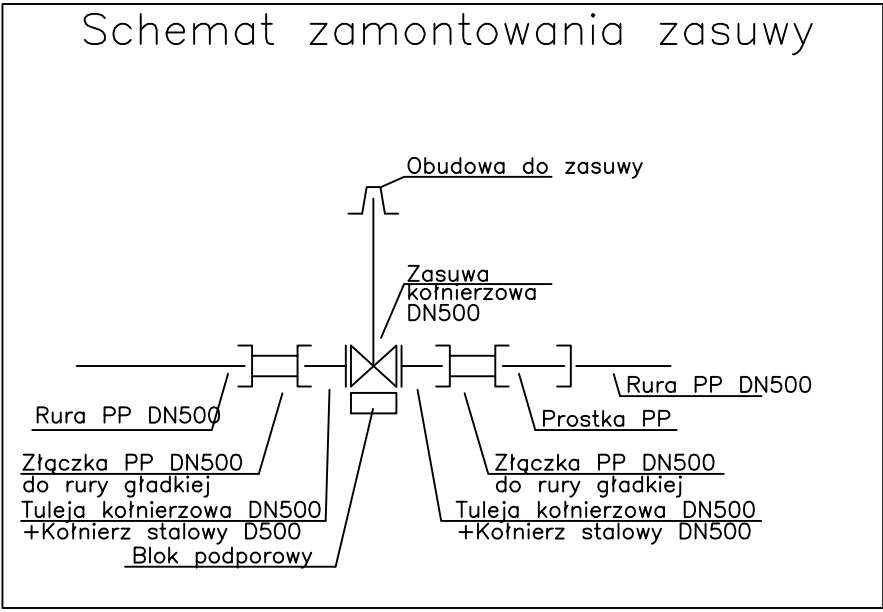 Schemat zamontowania zasuwy
Obudowa do zasuwy
Zasuwa
kołnierzowa
DN500
Rura PP DN500
Rura PP DN500
Prostka PP
Złączka PP DN500
do rury gładkiej
Złączka PP DN500
do rury gładkiej
Tuleja kołnierzowa DN500
+Kołnierz stalowy D500
Tuleja kołnierzowa DN500
+Kołnierz stalowy DN500
Blok podporowy